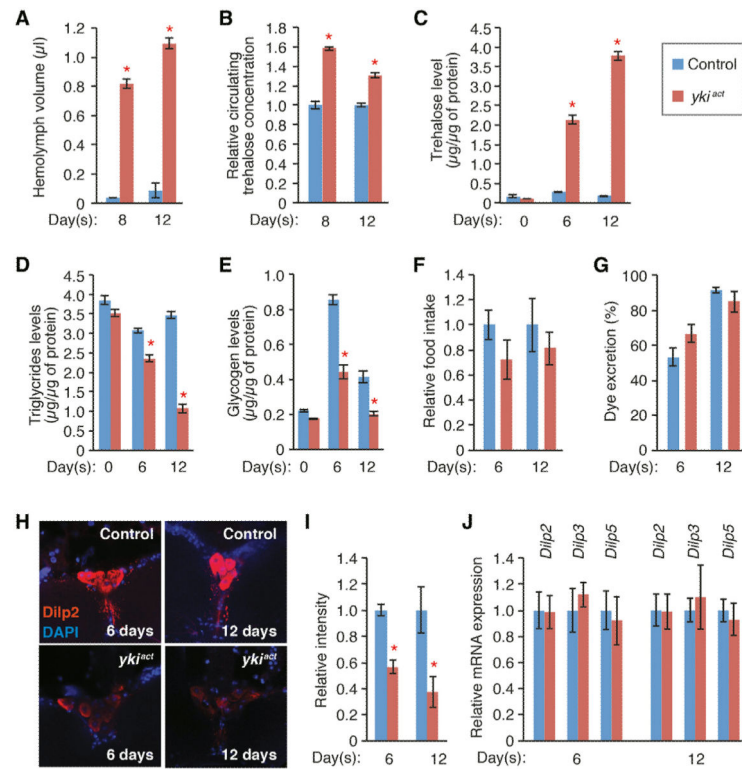 A
Hemolymph volume (µl)
1.2
1.0
0.8
0.6
0.4
0.2
0
*
*
Day(s): 8 12
B
Relative circulating
trehalose concentration
1.8
1.6
1.4
1.2
1.0
0.8
0.6
0.4
0.2
0
*
*
Day(s): 8 12
C
Trehalose level
(µg/µg of protein)
4.5
4.0
3.5
3.0
2.5
2.0
1.5
1.0
0.5
0
*
*
Day(s): 0 6 12
Control
yki act
D
Triglycrides levels
(µg/µg of protein)
4.5
4.0
3.5
3.0
2.5
2.0
1.5
1.0
0.5
0
*
*
Day(s): 0 6 12
E
Glycogen levels
(µg/µg of protein)
1.0
0.8
0.6
0.4
0.2
0
*
*
Day(s): 0 6 12
F
Relative food intake
1.4
1.2
1.0
0.8
0.6
0.4
0.2
0
Day(s): 6 12
G
Dye excretion (%)
100
80
60
40
20
0
Day(s): 6 12
H
Control
Dilp2
DAPI
6 days
Control
12 days
yki act
6 days
yki act
12 days
I
Relative intensity
1.4
1.2
1.0
0.8
0.6
0.4
0.2
0
*
*
Day(s): 6 12
J
Relative mRNA expression
1.4
1.2
1.0
0.8
0.6
0.4
0.2
0
Dilp2 Dilp3 Dilp5 Dilp2 Dilp3 Dilp5
Day(s): 6 12